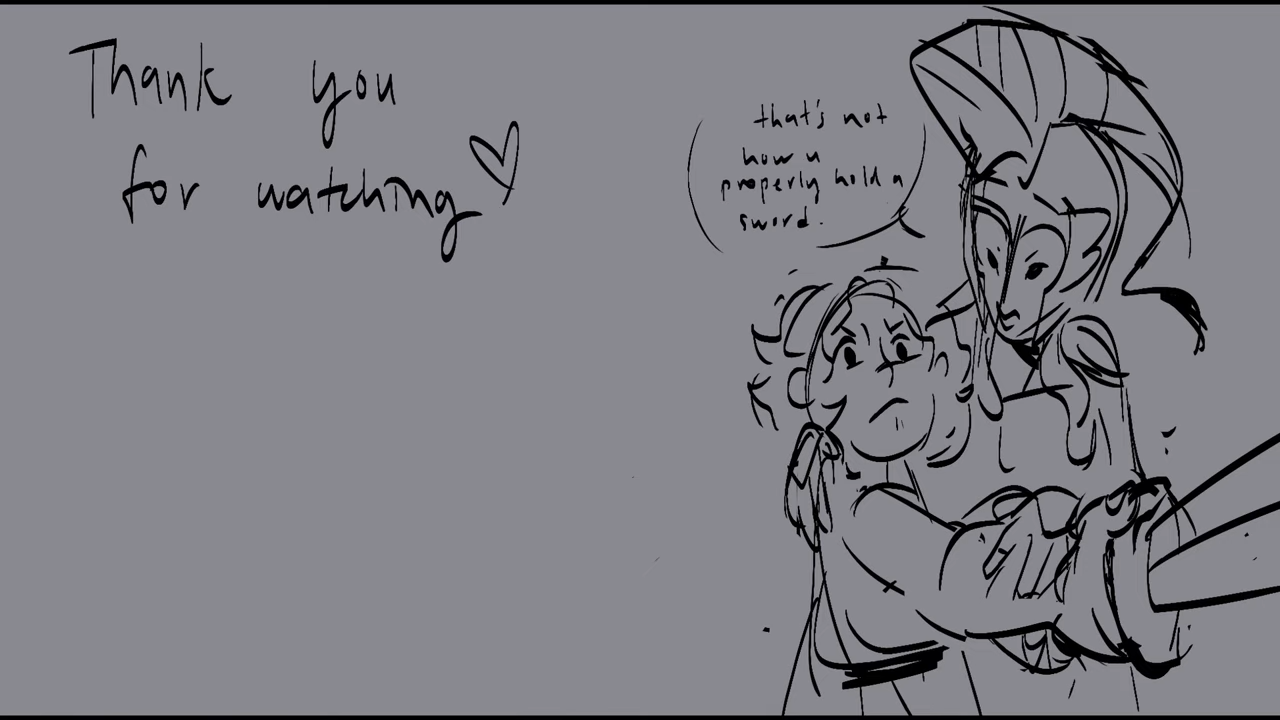 Thank you
for watching ♡
that's not
how u
properly hold a
sword.